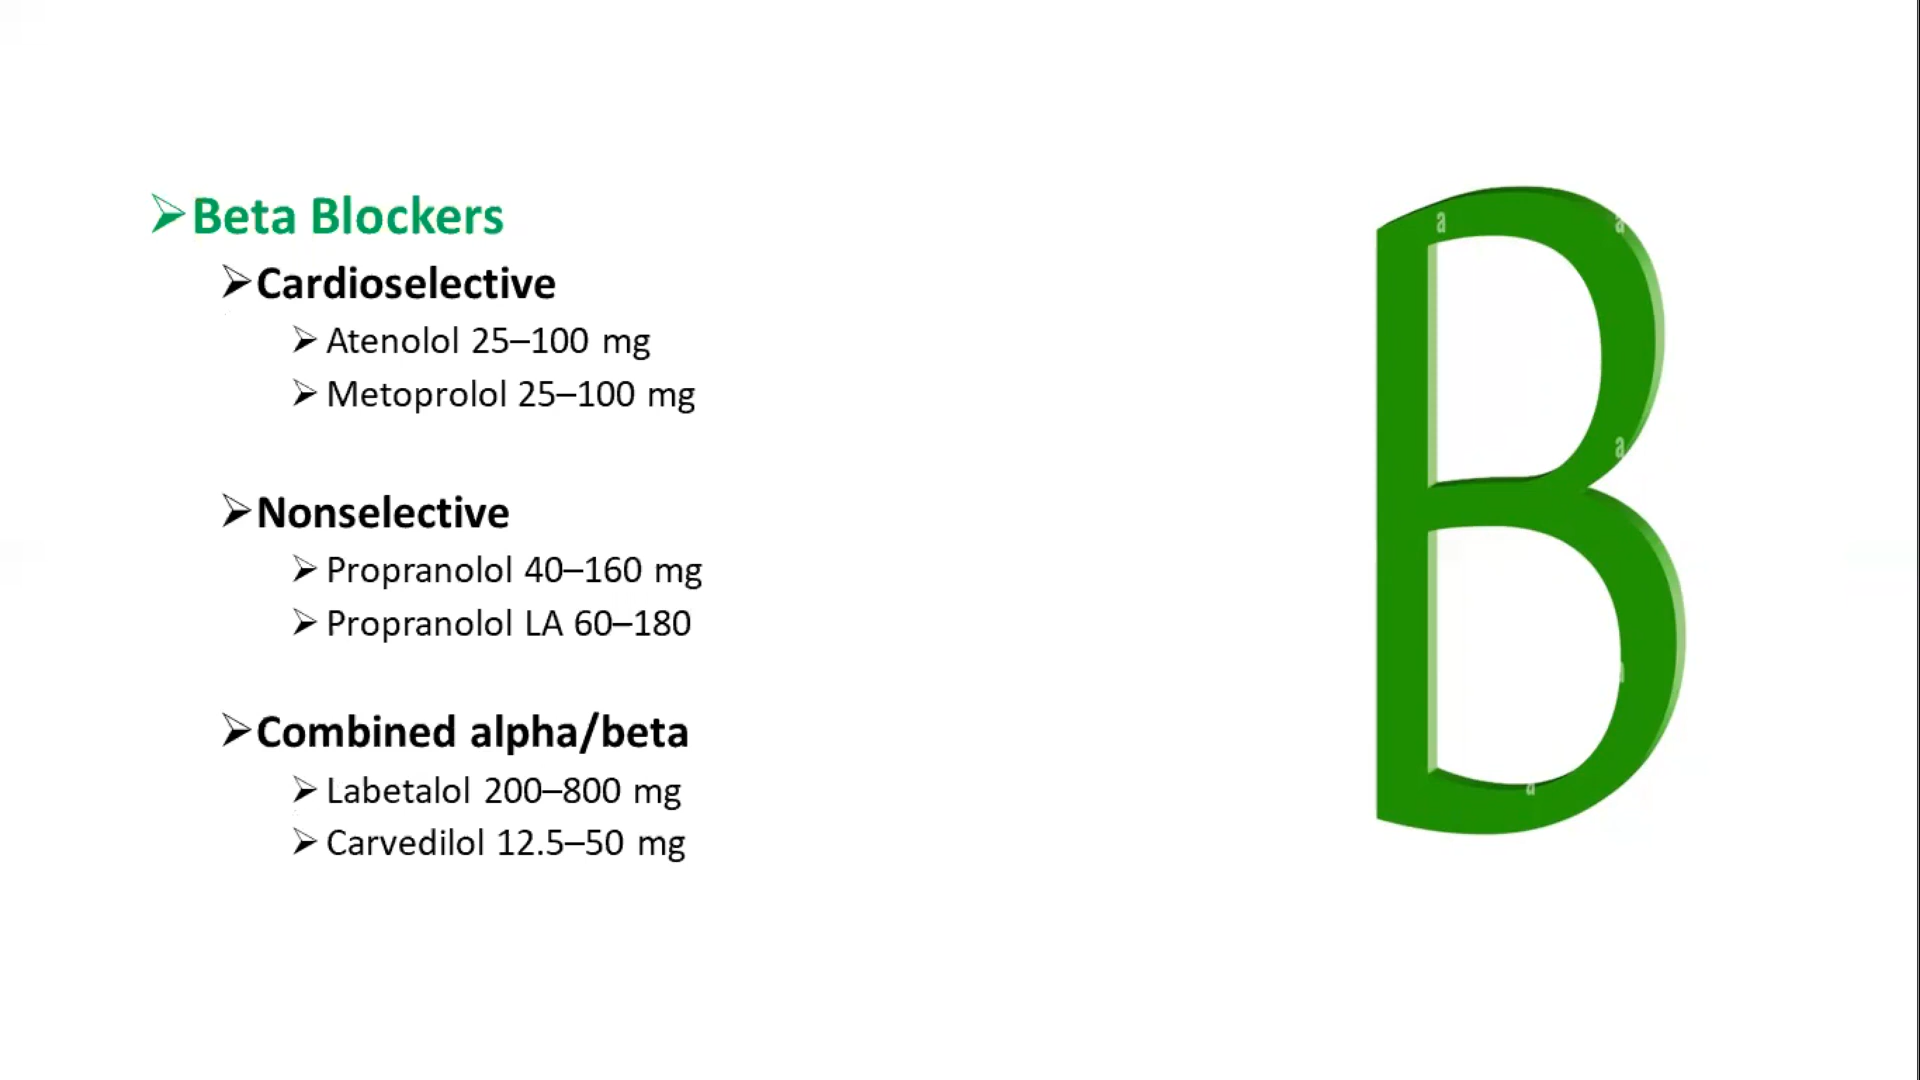 ➢Beta Blockers
➢Cardioselective
➢Atenolol 25–100 mg
➢Metoprolol 25–100 mg
➢Nonselective
➢Propranolol 40–160 mg
➢Propranolol LA 60–180
➢Combined alpha/beta
➢Labetalol 200–800 mg
➢Carvedilol 12.5–50 mg
B
a
a
a
a
a